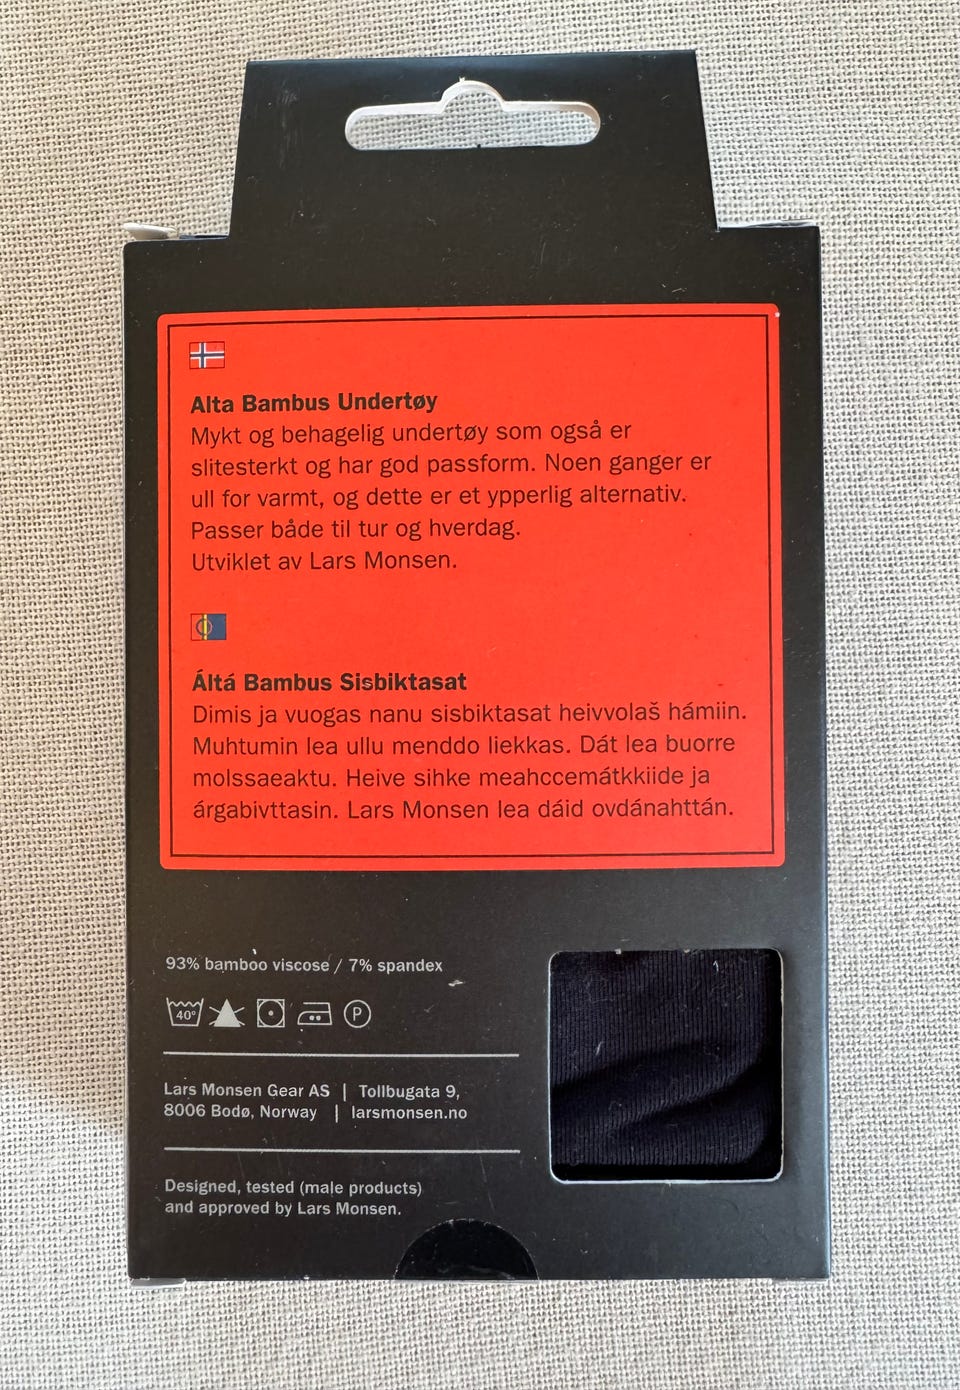 Alta Bambus Undertøy
Mykt og behagelig undertøy som også er
slitesterkt og har god passform. Noen ganger er
ull for varmt, og dette er et ypperlig alternativ.
Passer både til tur og hverdag.
Utviklet av Lars Monsen.
Áltá Bambus Sisbiktasat
Dimis ja vuogas nanu sisbiktasat heivvolaš hámiin.
Muhtumin lea ullu menddo liekkas. Dát lea buorre
molssaeaktu. Heive sihke meahccemátkkiide ja
árgabivttasin. Lars Monsen lea dáid ovdánahttán.
93% bamboo viscose / 7% spandex
40° P
Lars Monsen Gear AS | Tollbugata 9,
8006 Bodø, Norway | larsmonsen.no
Designed, tested (male products)
and approved by Lars Monsen.